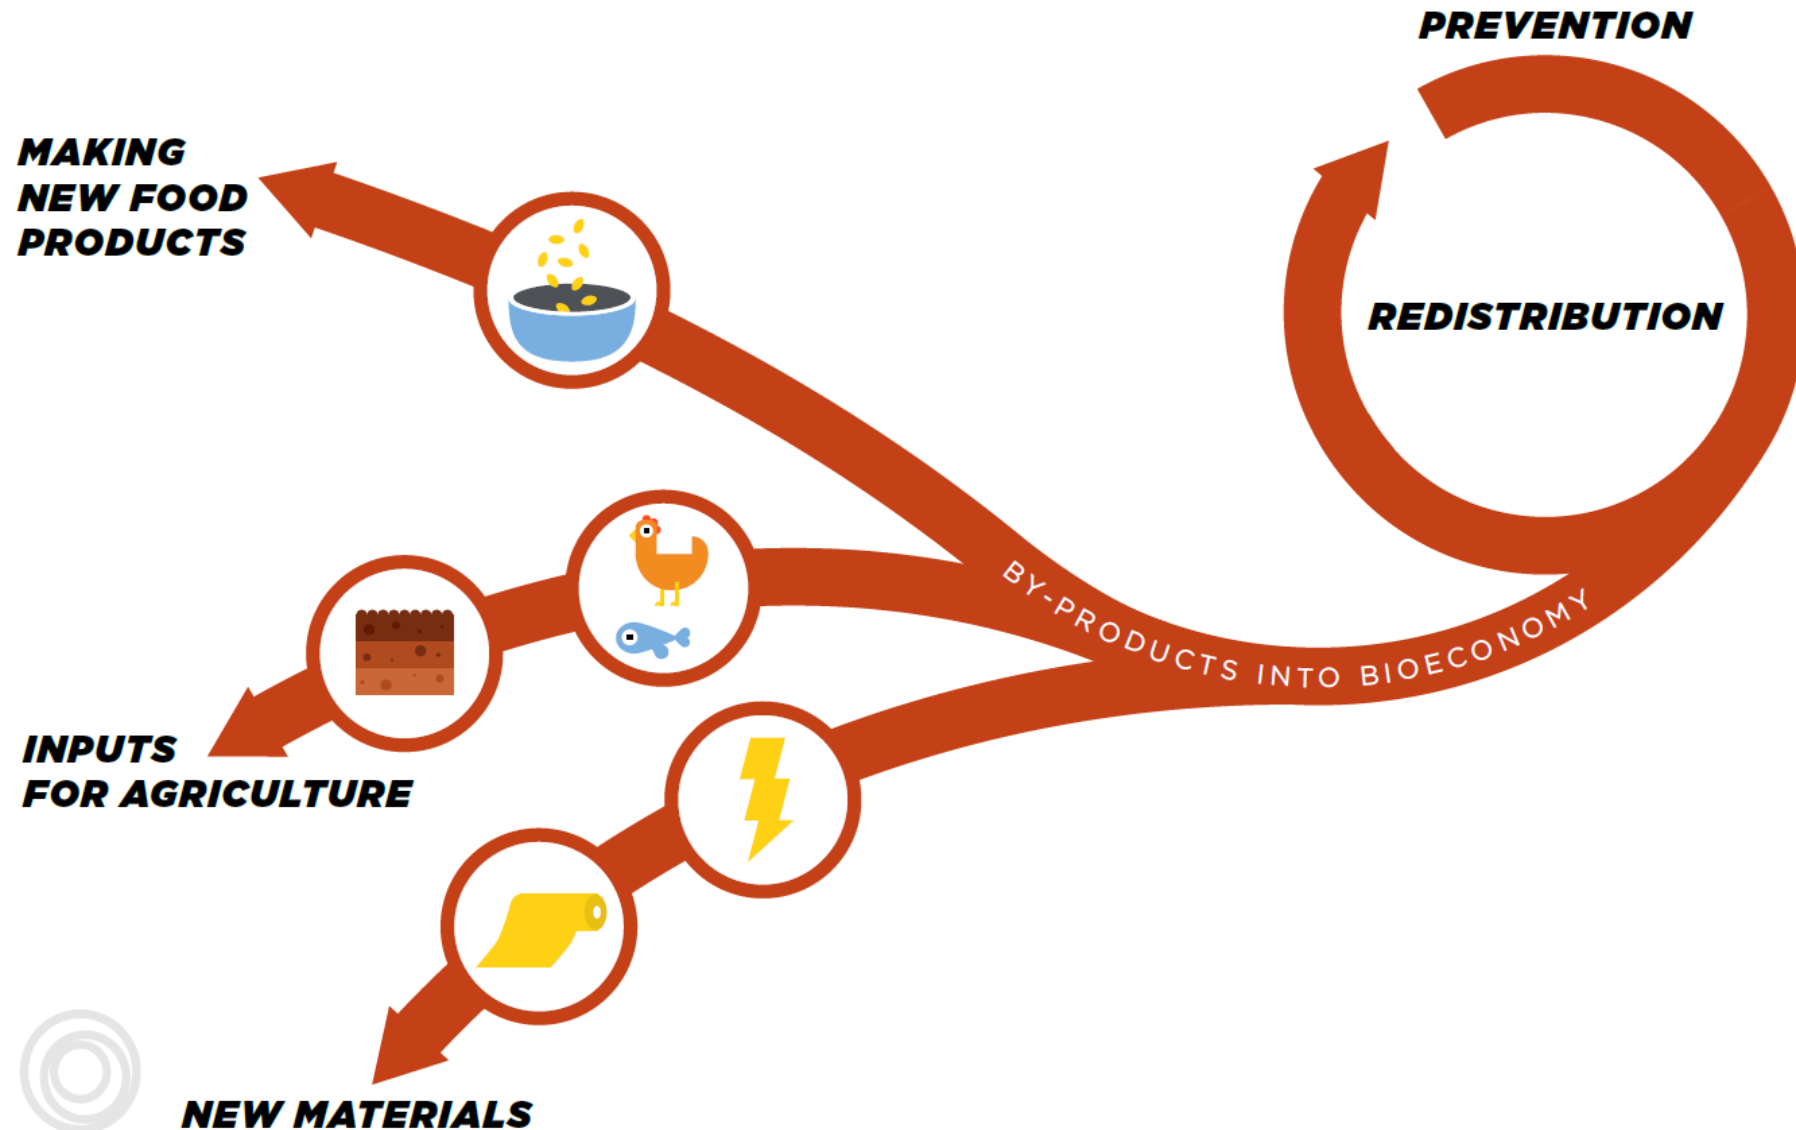 PREVENTION
MAKING
NEW FOOD
PRODUCTS
REDISTRIBUTION
BY-PRODUCTS INTO BIOECONOMY
INPUTS
FOR AGRICULTURE
NEW MATERIALS